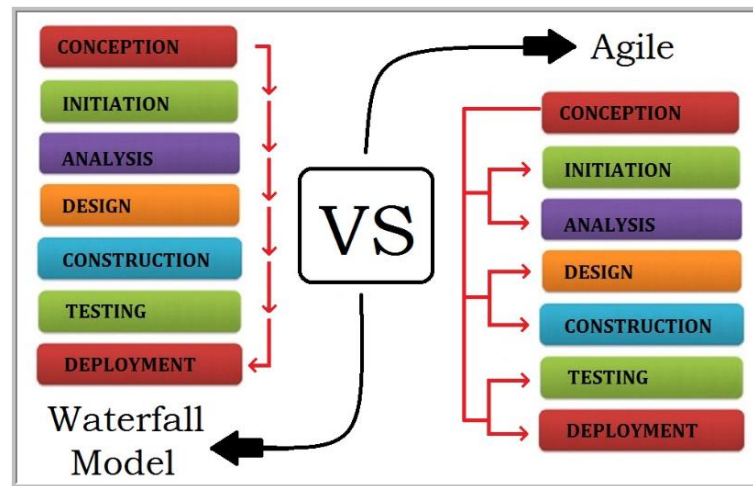 CONCEPTION
INITIATION
ANALYSIS
DESIGN
CONSTRUCTION
TESTING
DEPLOYMENT
Waterfall
Model
VS
Agile
CONCEPTION
INITIATION
ANALYSIS
DESIGN
CONSTRUCTION
TESTING
DEPLOYMENT